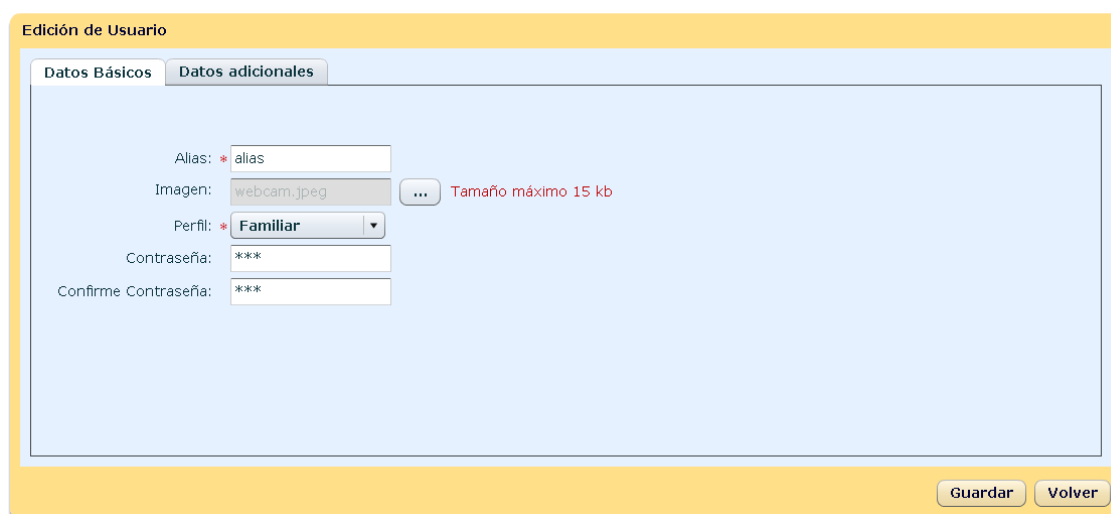 Edición de Usuario
Datos Básicos Datos adicionales
Alias: * alias
Imagen: webcam.jpeg ... Tamaño máximo 15 kb
Perfil: * Familiar
Contraseña: ***
Confirme Contraseña: ***
Guardar Volver